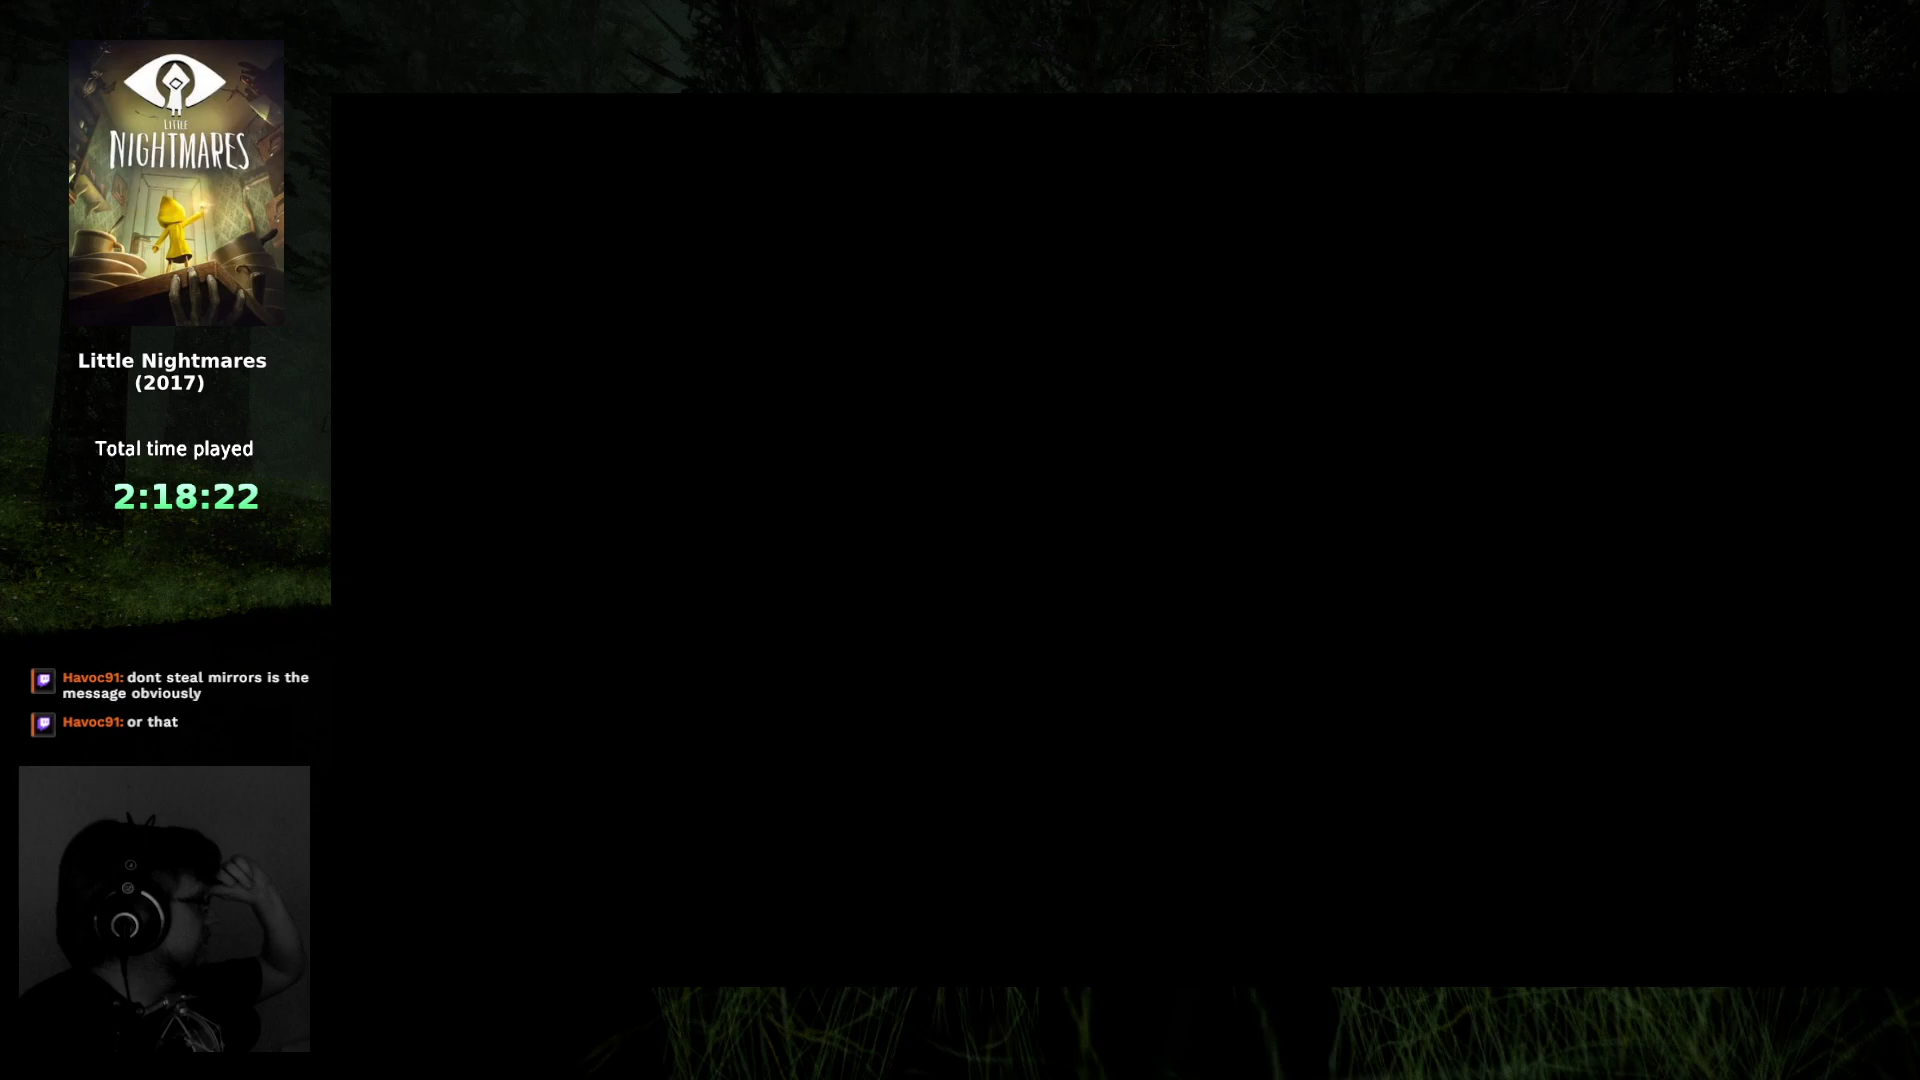 LITTLE
NIGHTMARES
Little Nightmares
(2017)
Total time played
2:18:22
Havoc91: dont steal mirrors is the
message obviously
Havoc91: or that